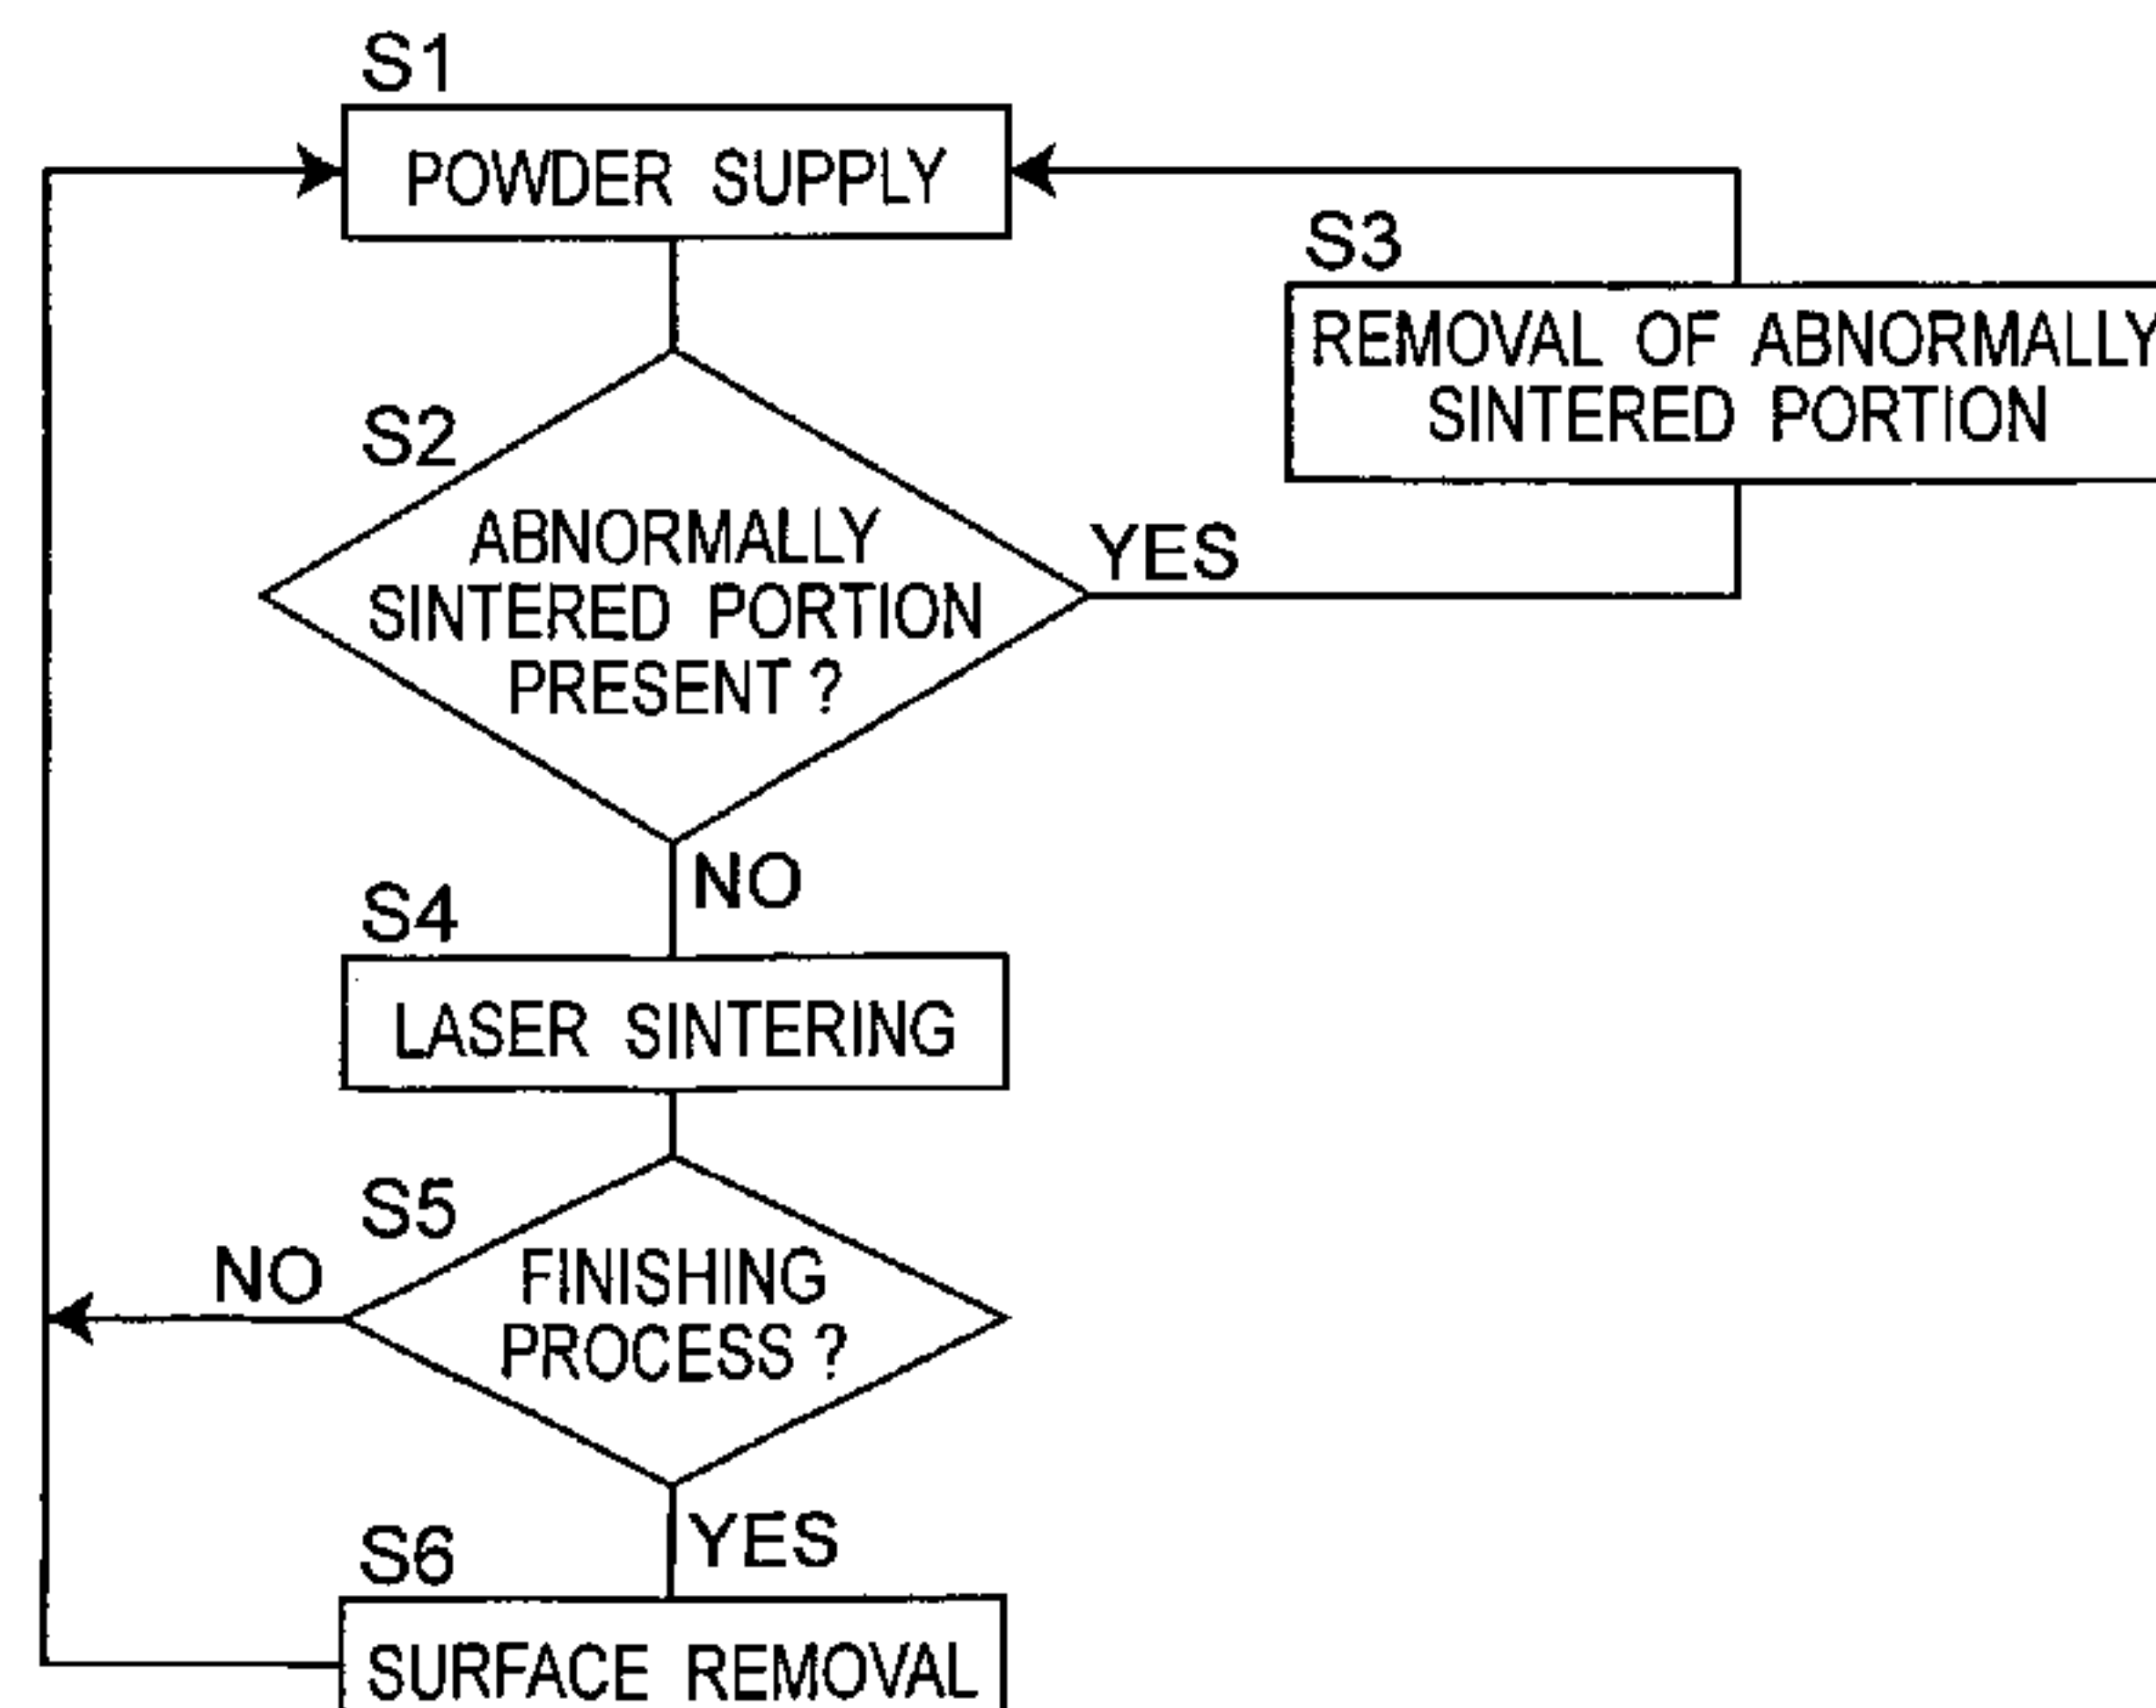 S1
POWDER SUPPLY
S3
REMOVAL OF ABNORMALLY
SINTERED PORTION
S2
ABNORMALLY
SINTERED PORTION
PRESENT ?
YES
NO
S4
LASER SINTERING
S5
FINISHING
PROCESS ?
NO
YES
S6
SURFACE REMOVAL